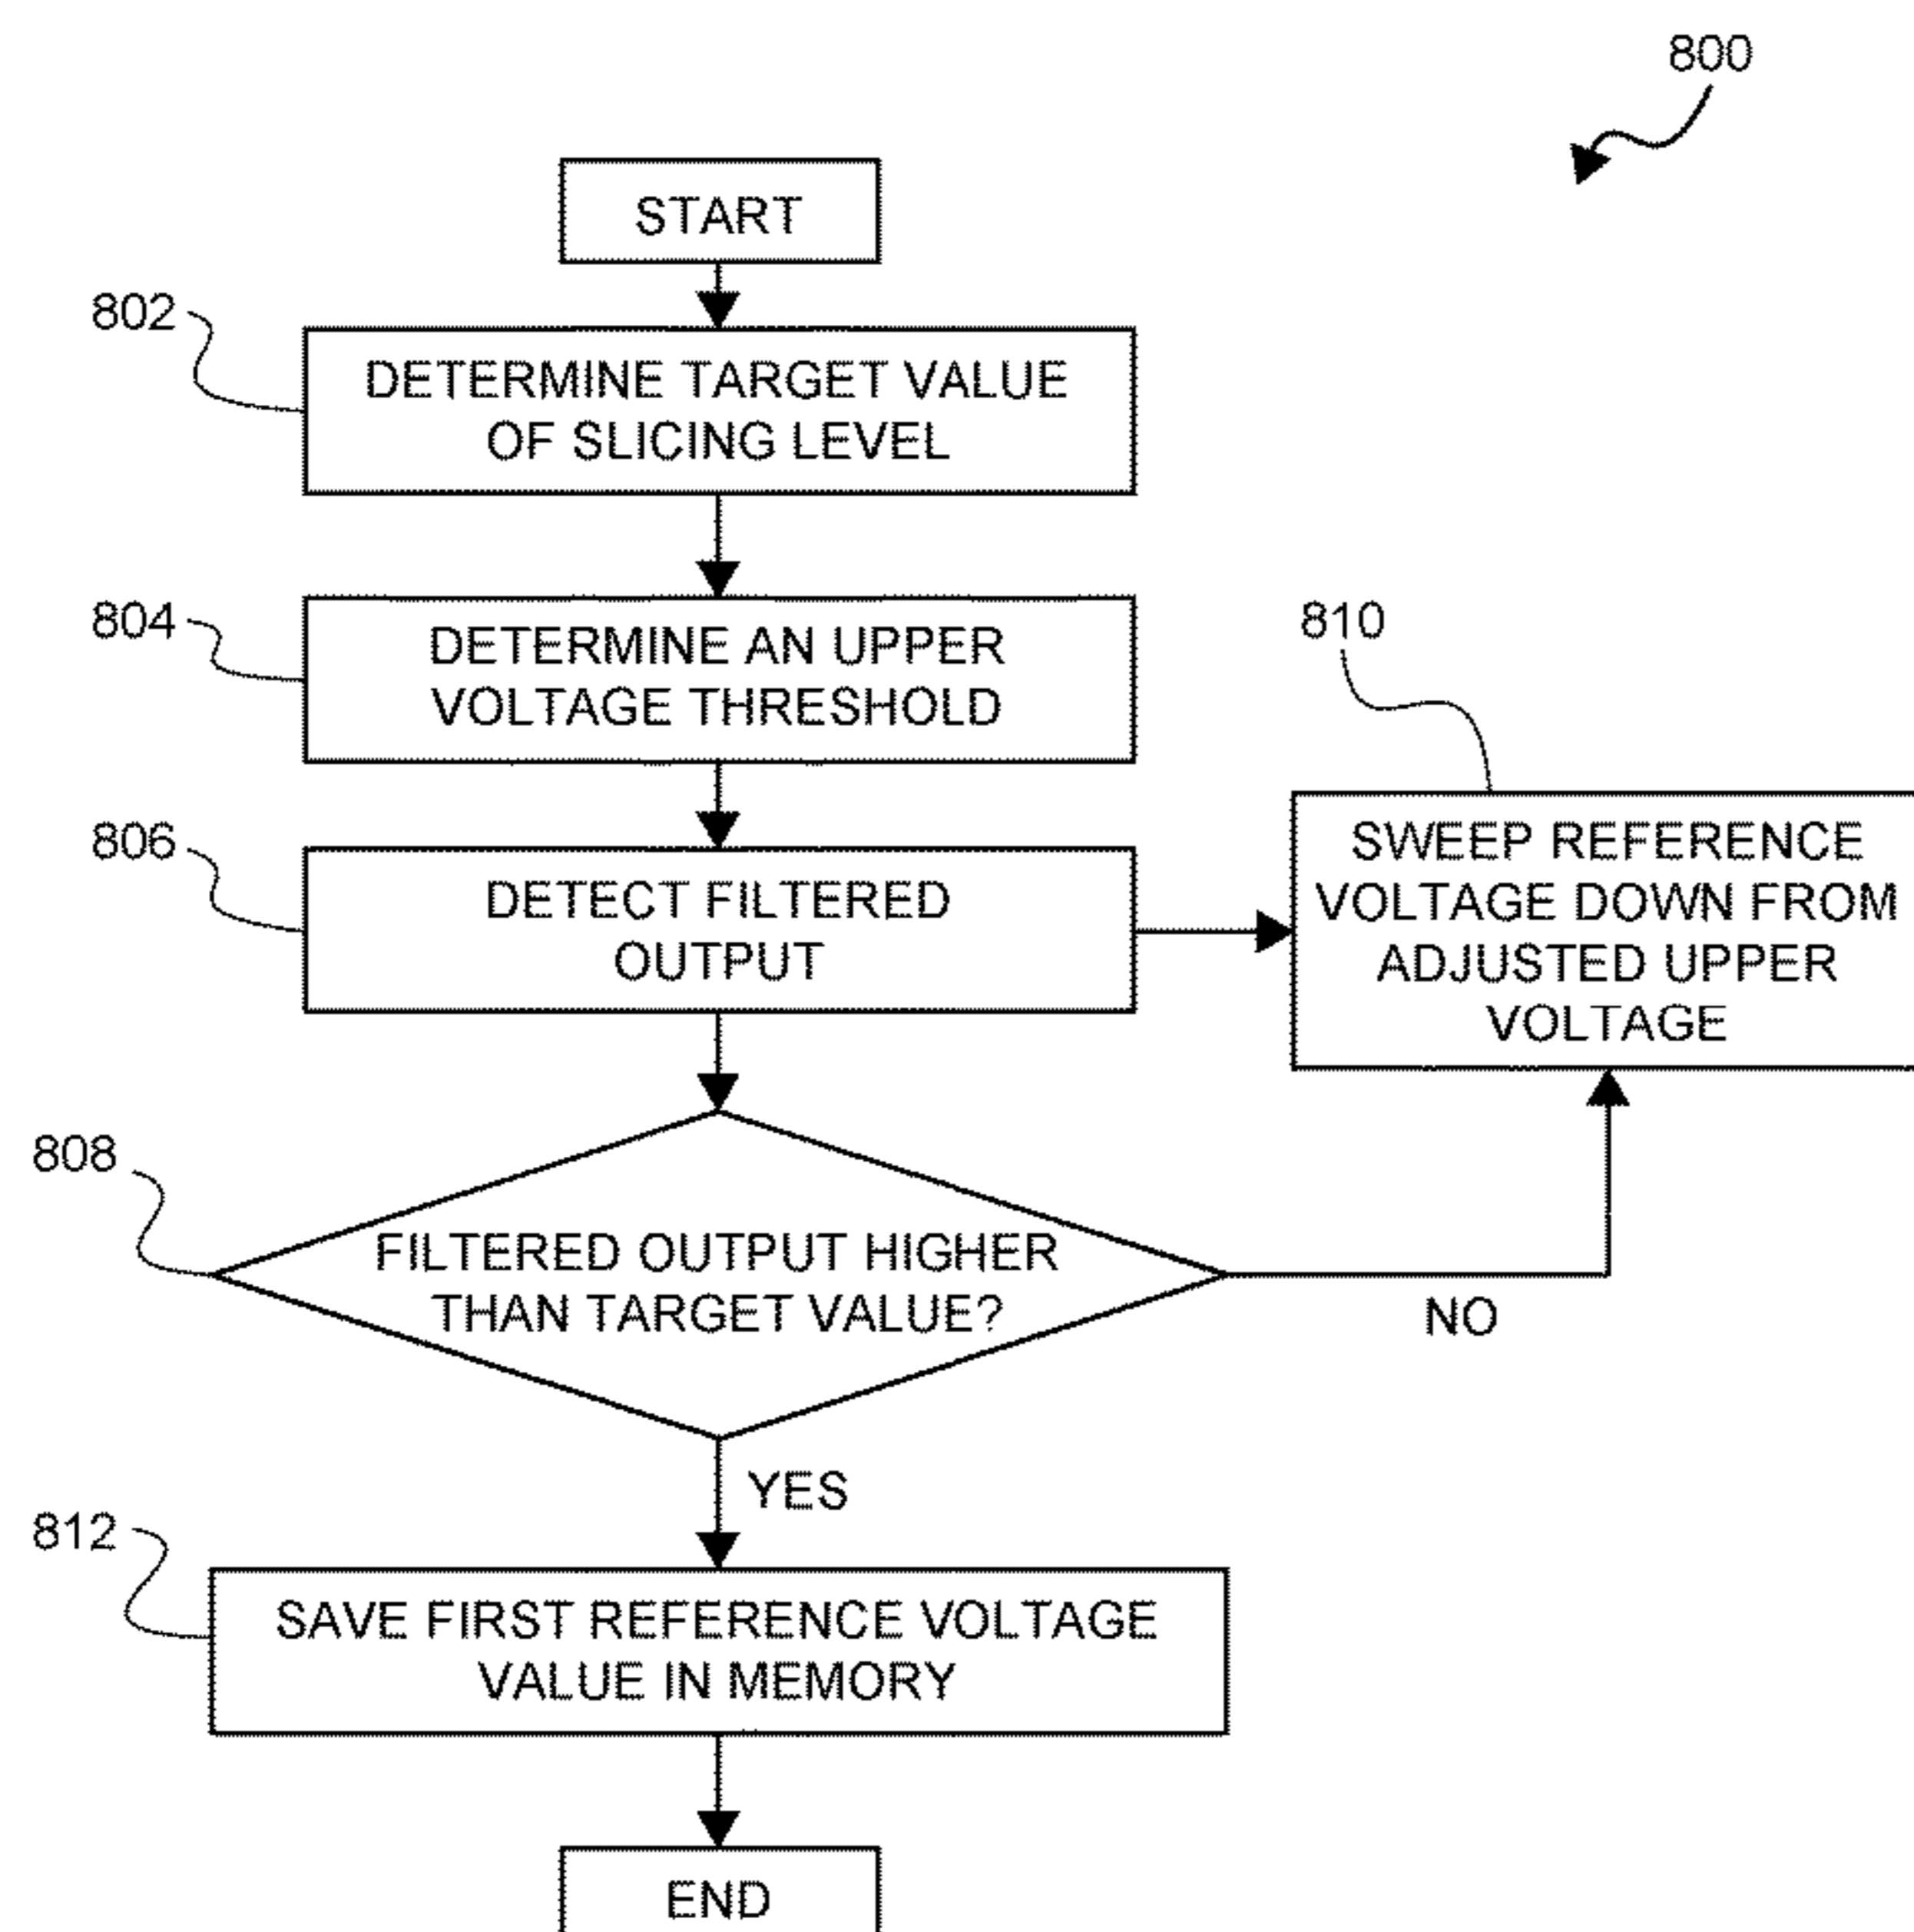 800
START
802
DETERMINE TARGET VALUE
OF SLICING LEVEL
804
DETERMINE AN UPPER
VOLTAGE THRESHOLD
810
806
DETECT FILTERED
OUTPUT
SWEEP REFERENCE
VOLTAGE DOWN FROM
ADJUSTED UPPER
VOLTAGE
808
FILTERED OUTPUT HIGHER
THAN TARGET VALUE?
NO
YES
812
SAVE FIRST REFERENCE VOLTAGE
VALUE IN MEMORY
END